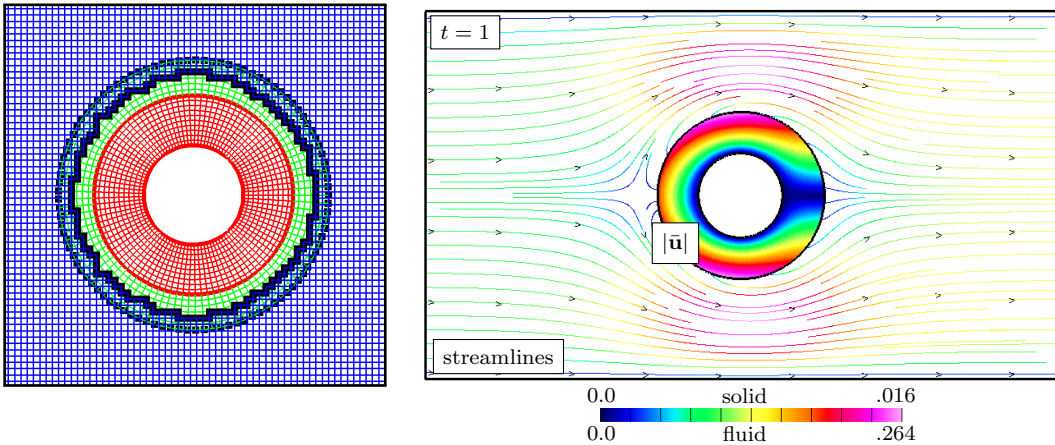 t = 1
|ū|
streamlines
0.0 solid .016
0.0 fluid .264